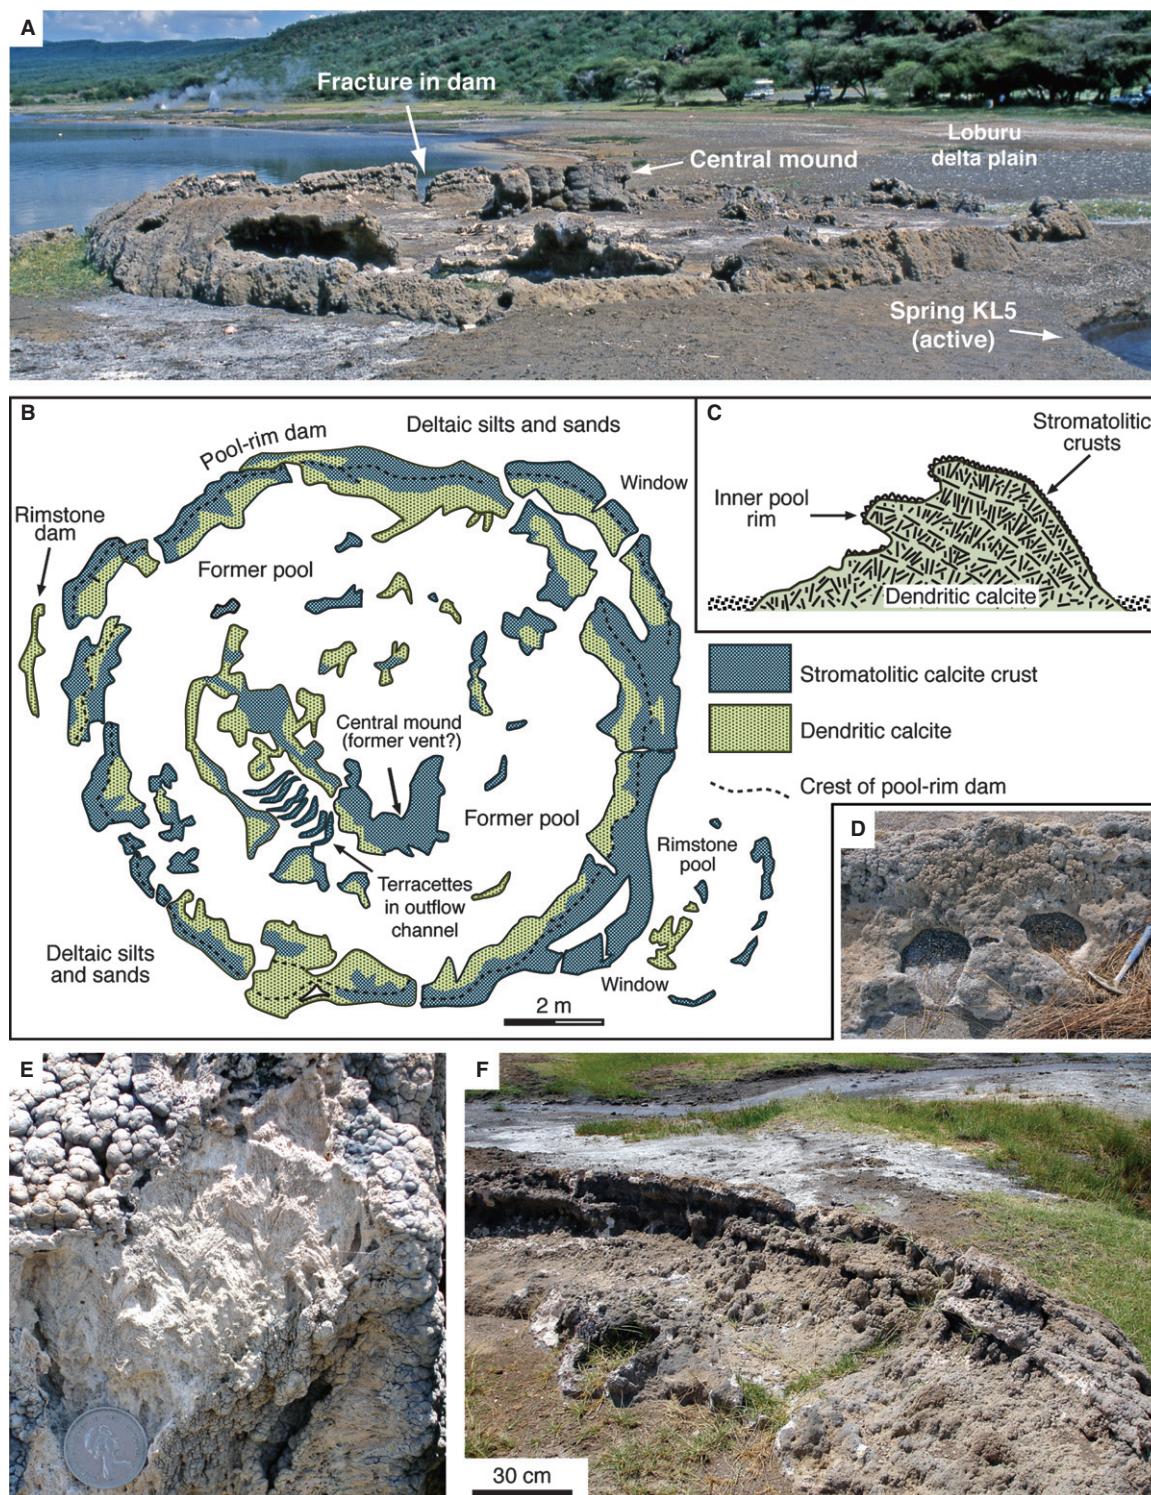 A
Fracture in dam
Central mound
Loburu
delta plain
Spring KL5
(active)
B
Pool-rim dam
Deltaic silts and sands
Window
Rimstone
dam
Former pool
Central mound
(former vent?)
Former pool
Rimstone
pool
Terracettes
in outflow
channel
Deltaic silts
and sands
Window
2 m
C
Stromatolitic
crusts
Inner pool
rim
Dendritic calcite
Stromatolitic calcite crust
Dendritic calcite
Crest of pool-rim dam
D
E
F
30 cm